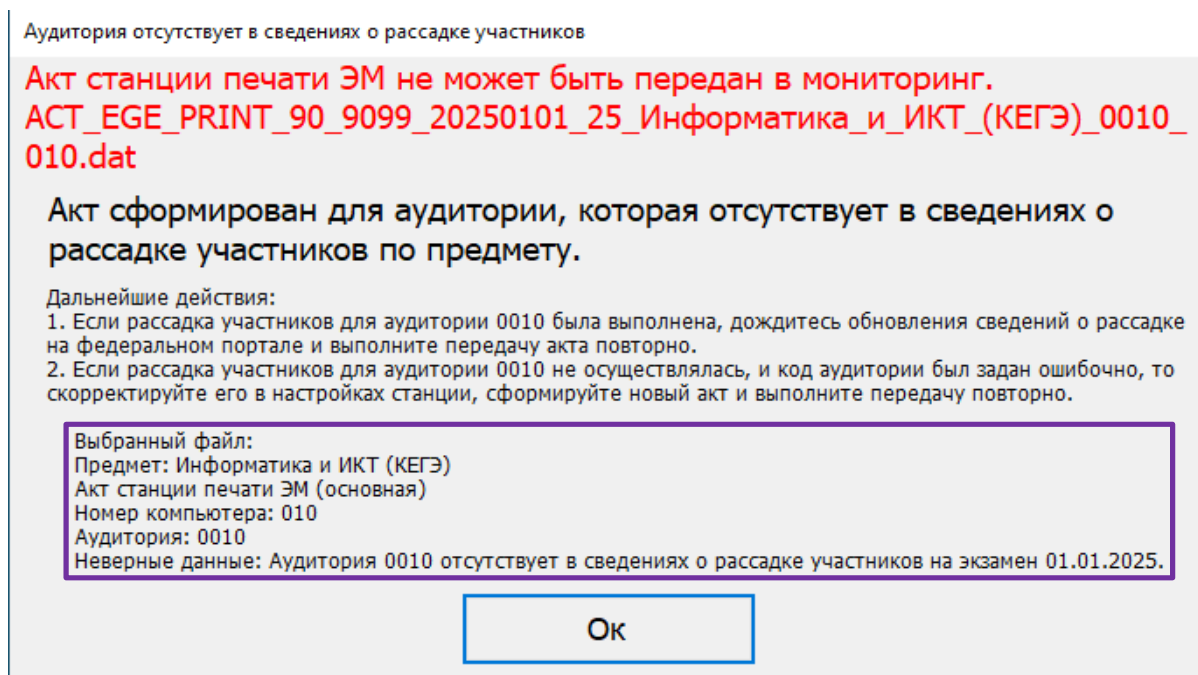 Аудитория отсутствует в сведениях о рассадке участников
Акт станции печати ЭМ не может быть передан в мониторинг.
ACT_EGE_PRINT_90_9099_20250101_25_Информатика_и_ИКТ_(КЕГЭ)_0010_
010.dat
Акт сформирован для аудитории, которая отсутствует в сведениях о
рассадке участников по предмету.
Дальнейшие действия:
1. Если рассадка участников для аудитории 0010 была выполнена, дождитесь обновления сведений о рассадке
на федеральном портале и выполните передачу акта повторно.
2. Если рассадка участников для аудитории 0010 не осуществлялась, и код аудитории был задан ошибочно, то
скорректируйте его в настройках станции, сформируйте новый акт и выполните передачу повторно.
Выбранный файл:
Предмет: Информатика и ИКТ (КЕГЭ)
Акт станции печати ЭМ (основная)
Номер компьютера: 010
Аудитория: 0010
Неверные данные: Аудитория 0010 отсутствует в сведениях о рассадке участников на экзамен 01.01.2025.
Ок